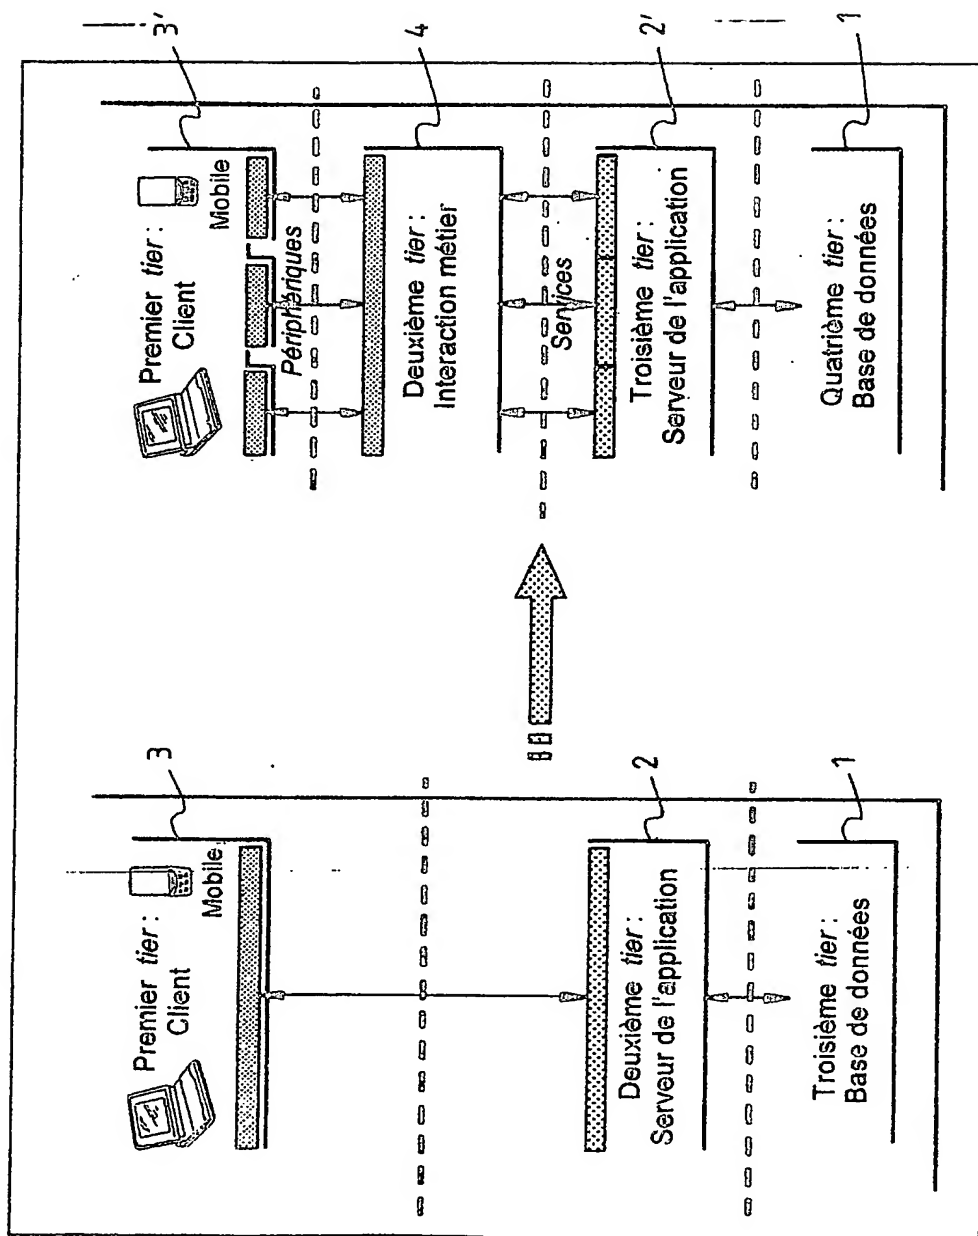 Premier tier :
Client
Mobile
3
Deuxième tier :
Serveur de l'application
2
Troisième tier :
Base de données
1
Premier tier :
Client
Mobile
3'
Périphériques
Deuxième tier :
Interaction métier
4
Services
Troisième tier :
Serveur de l'application
2'
Quatrième tier :
Base de données
1